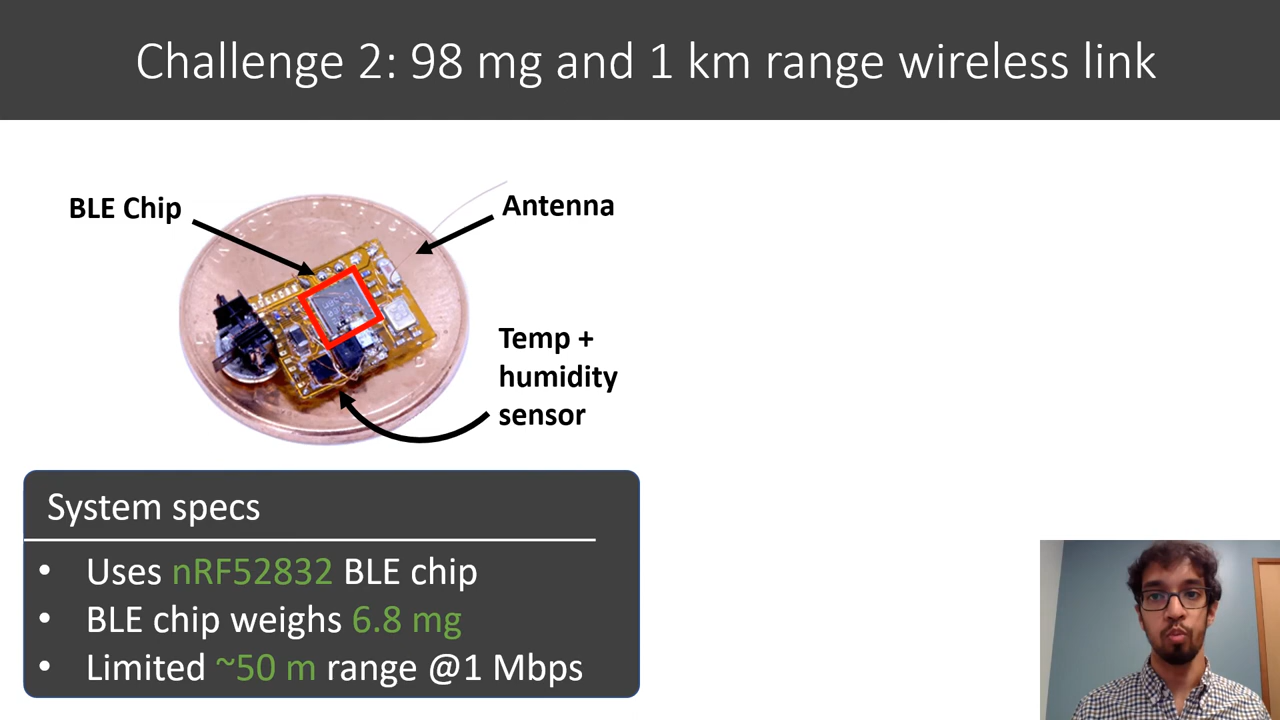 Challenge 2: 98 mg and 1 km range wireless link
BLE Chip
Antenna
Temp +
humidity
sensor
System specs
• Uses nRF52832 BLE chip
• BLE chip weighs 6.8 mg
• Limited ~50 m range @1 Mbps